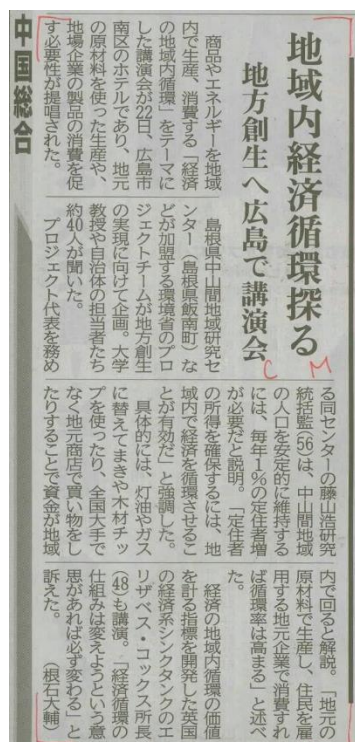 地域内経済循環探る
地方創生へ広島で講演会
C M
商品やエネルギーを地域
内で生産、消費する「経済
の地域内循環」をテーマに
した講演会が22日、広島市
南区のホテルであり、地元
の原材料を使った生産や、
地場企業の製品の消費を促
す必要性が提唱された。
島根県中山間地域研究セ
ンター（島根県飯南町）な
どが加盟する環境省のプロ
ジェクトチームが地方創生
の実現に向けて企画。大学
教授や自治体の担当者たち
約40人が聞いた。
プロジェクト代表を務め
る同センターの藤山浩研究
統括監(56)は、中山間地域
の人口を安定的に維持する
には、毎年1%の定住者増
が必要だと説明。「定住者
の所得を確保するには、地
域内で経済を循環させるこ
とが有効だ」と強調した。
具体的には、灯油やガス
に替えてまきや木材チッ
プを使ったり、全国大手で
なく地元商店で買い物をし
たりすることで資金が地域
内で回ると解説。「地元の
原材料で生産し、住民を雇
用する地元企業で消費すれ
ば循環率は高まる」と述べ
た。
経済の地域内循環の価値
を計る指標を開発した英国
の経済系シンクタンクのエ
リザベス・コックス所長
(48)も講演。「経済循環の
仕組みは変えようという意
思があれば必ず変わる」と
訴えた。（根石大輔）
中国総合